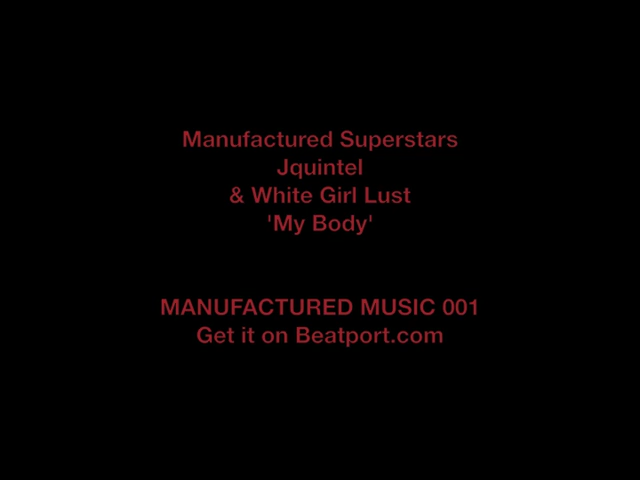 Manufactured Superstars
Jquintel
& White Girl Lust
'My Body'
MANUFACTURED MUSIC 001
Get it on Beatport.com